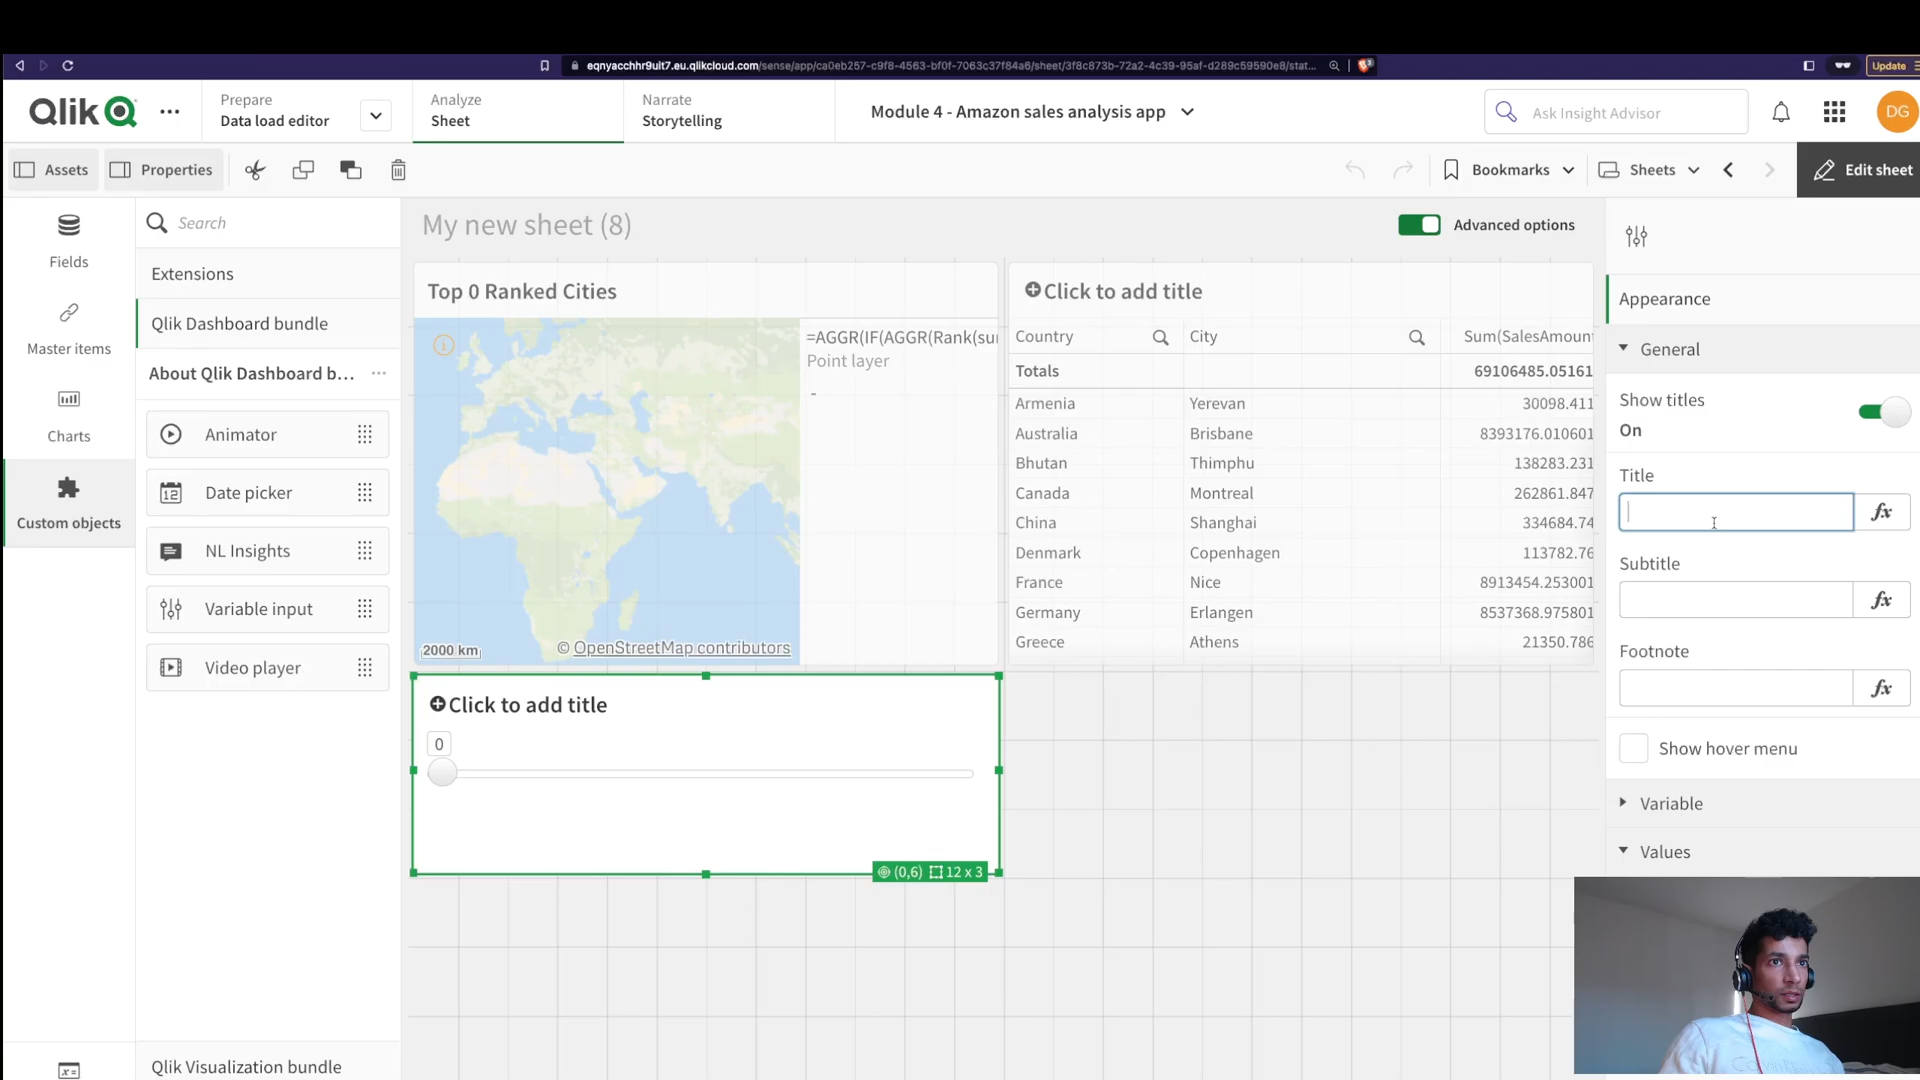 eqnyacchhr9uit7.eu.qlikcloud.com/sense/app/ca0eb257-c9f8-4563-bf0f-7063c37f84a6/sheet/3f8c873b-72a2-4c39-95af-d289c59590e8/stat...
Update
Qlik
Prepare
Data load editor
Analyze
Sheet
Narrate
Storytelling
Module 4 - Amazon sales analysis app
Ask Insight Advisor
DG
Assets
Properties
Bookmarks
Sheets
Edit sheet
Fields
Master items
Charts
Custom objects
Search
Extensions
Qlik Dashboard bundle
About Qlik Dashboard b...
Animator
Date picker
NL Insights
Variable input
Video player
Qlik Visualization bundle
My new sheet (8)
Advanced options
Top 0 Ranked Cities
=AGGR(IF(AGGR(Rank(su
Point layer
-
2000 km
© OpenStreetMap contributors
Click to add title
Country City Sum(SalesAmoun
Totals 69106485.05161
Armenia Yerevan 30098.411
Australia Brisbane 8393176.010601
Bhutan Thimphu 138283.231
Canada Montreal 262861.847
China Shanghai 334684.74
Denmark Copenhagen 113782.76
France Nice 8913454.253001
Germany Erlangen 8537368.975801
Greece Athens 21350.786
Click to add title
0
(0,6) 12 x 3
Appearance
General
Show titles
On
Title
fx
Subtitle
fx
Footnote
fx
Show hover menu
Variable
Values